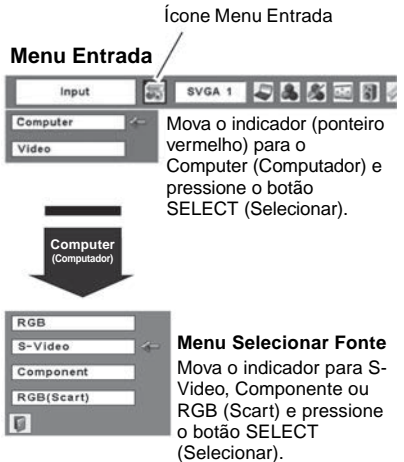 Ícone Menu Entrada
Menu Entrada
Input
SVGA 1
Computer
Video
Mova o indicador (ponteiro
vermelho) para o
Computer (Computador) e
pressione o botão
SELECT (Selecionar).
Computer
(Computador)
RGB
S-Video
Component
RGB(Scart)
Menu Selecionar Fonte
Mova o indicador para S-
Video, Componente ou
RGB (Scart) e pressione
o botão SELECT
(Selecionar).